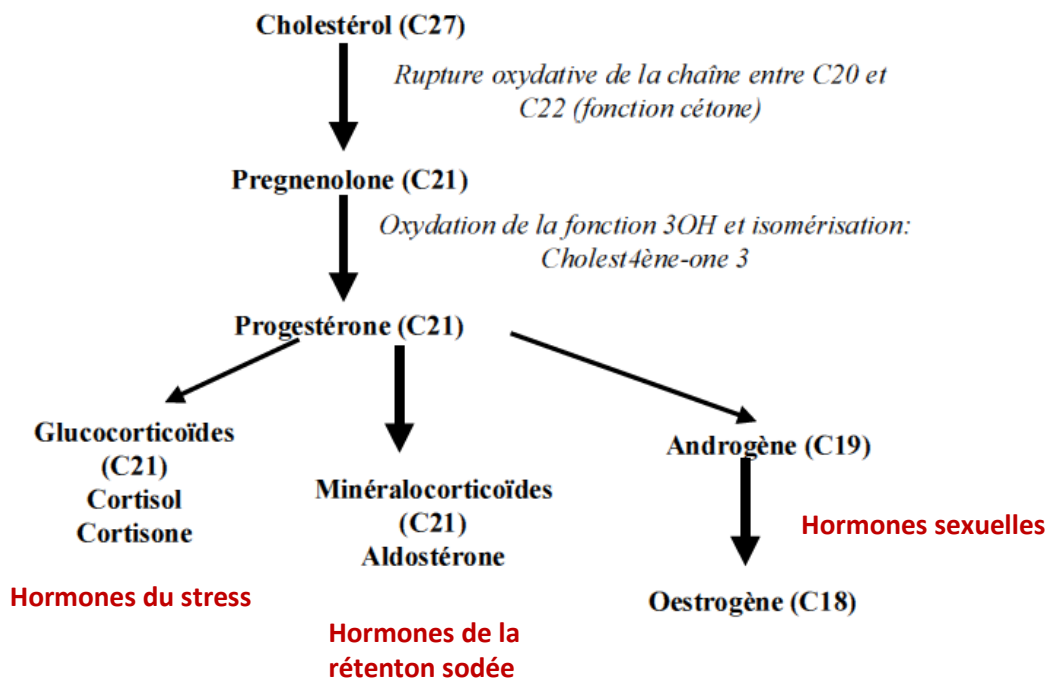 Cholestérol (C27)
Rupture oxydative de la chaîne entre C20 et
C22 (fonction cétone)
Pregnenolone (C21)
Oxydation de la fonction 3OH et isomérisation:
Cholest4ène-one 3
Progestérone (C21)
Glucocorticoïdes
(C21)
Cortisol
Cortisone
Hormones du stress
Minéralocorticoïdes
(C21)
Aldostérone
Hormones de la
rétenton sodée
Androgène (C19)
Hormones sexuelles
Oestrogène (C18)